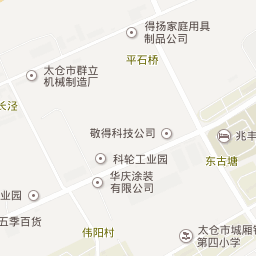 得扬家庭用具
制品公司
平石桥
太仓市群立
机械制造厂
长泾
敬得科技公司
兆丰
科轮工业园
东古塘
华庆涂装
有限公司
业园
五季百货
伟阳村
太仓市城厢镇
第四小学